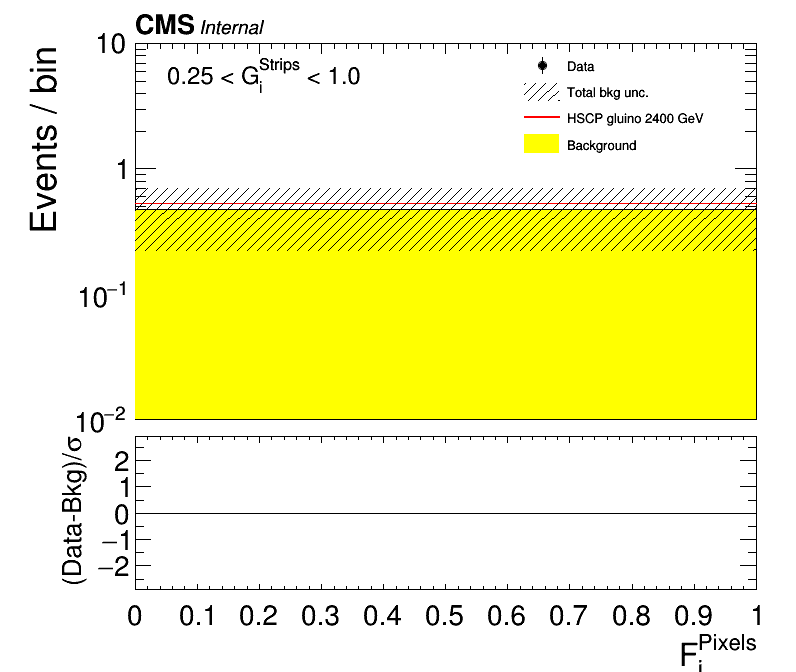 CMS Internal
Events / bin
10
1
10⁻¹
10⁻²
0.25 < G_i^Strips < 1.0
Data
Total bkg unc.
HSCP gluino 2400 GeV
Background
(Data-Bkg)/σ
2
1
0
−1
−2
0 0.1 0.2 0.3 0.4 0.5 0.6 0.7 0.8 0.9 1
F_i^Pixels